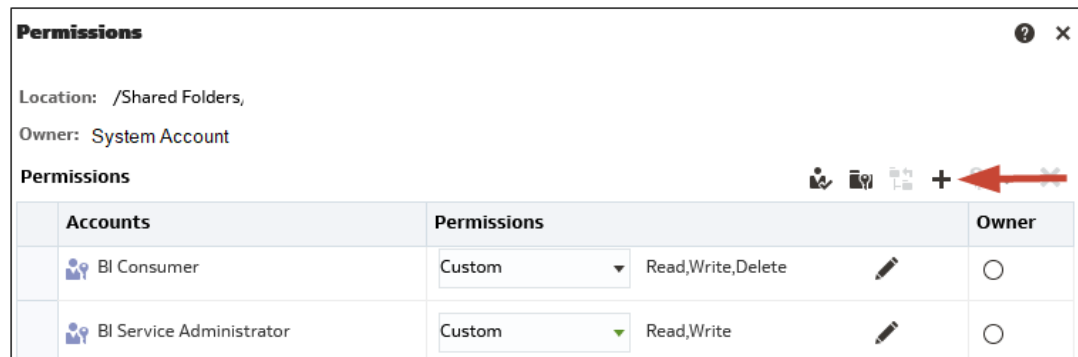 Permissions
Location: /Shared Folders,
Owner: System Account
Permissions
Accounts Permissions Owner
BI Consumer Custom Read,Write,Delete
BI Service Administrator Custom Read,Write